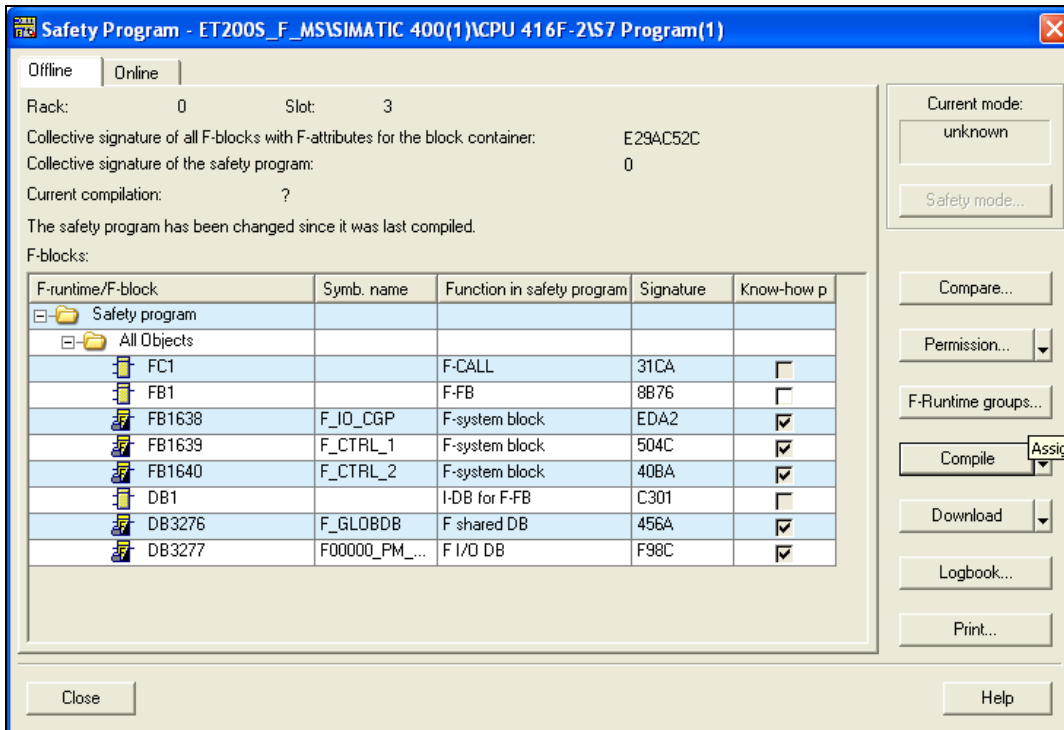 Safety Program - ET200S_F_MS\SIMATIC 400(1)\CPU 416F-2\S7 Program(1)
Offline Online
Rack: 0 Slot: 3
Collective signature of all F-blocks with F-attributes for the block container: E29AC52C
Collective signature of the safety program: 0
Current compilation: ?
The safety program has been changed since it was last compiled.
F-blocks:
F-runtime/F-block Symb. name Function in safety program Signature Know-how p
Safety program
All Objects
FC1 F-CALL 31CA
FB1 F-FB 8B76
FB1638 F_IO_CGP F-system block EDA2
FB1639 F_CTRL_1 F-system block 504C
FB1640 F_CTRL_2 F-system block 40BA
DB1 I-DB for F-FB C301
DB3276 F_GLOBDB F shared DB 456A
DB3277 F00000_PM_... F I/O DB F98C
Current mode:
unknown
Safety mode...
Compare...
Permission...
F-Runtime groups...
Compile Assig
Download
Logbook...
Print...
Close Help